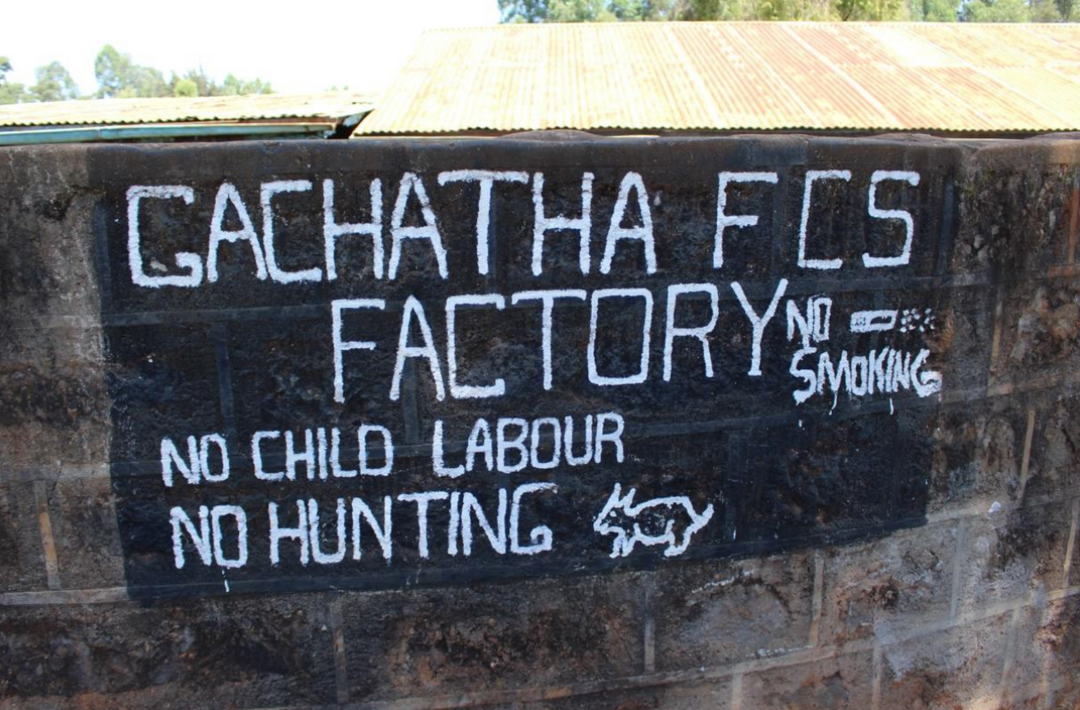 GACHATHA FCS
FACTORY
NO
SMOKING
NO CHILD LABOUR
NO HUNTING